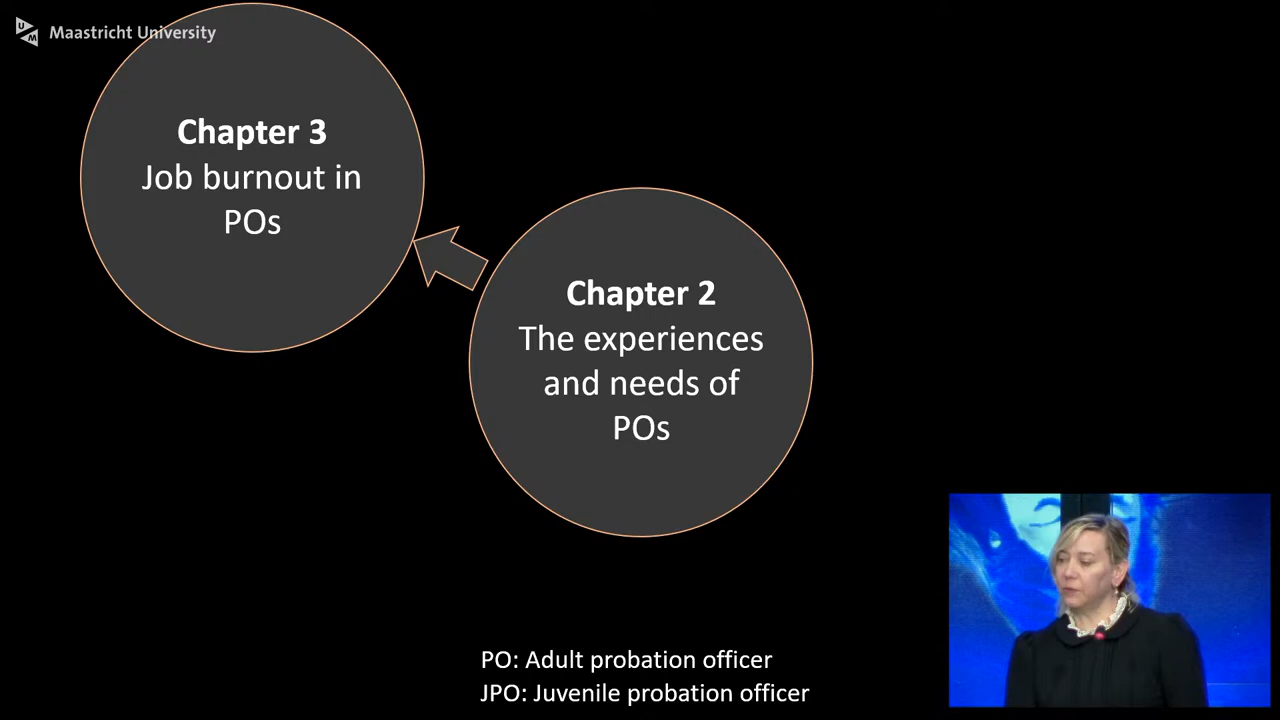 UM
Maastricht University
Chapter 3
Job burnout in
POs
Chapter 2
The experiences
and needs of
POs
PO: Adult probation officer
JPO: Juvenile probation officer